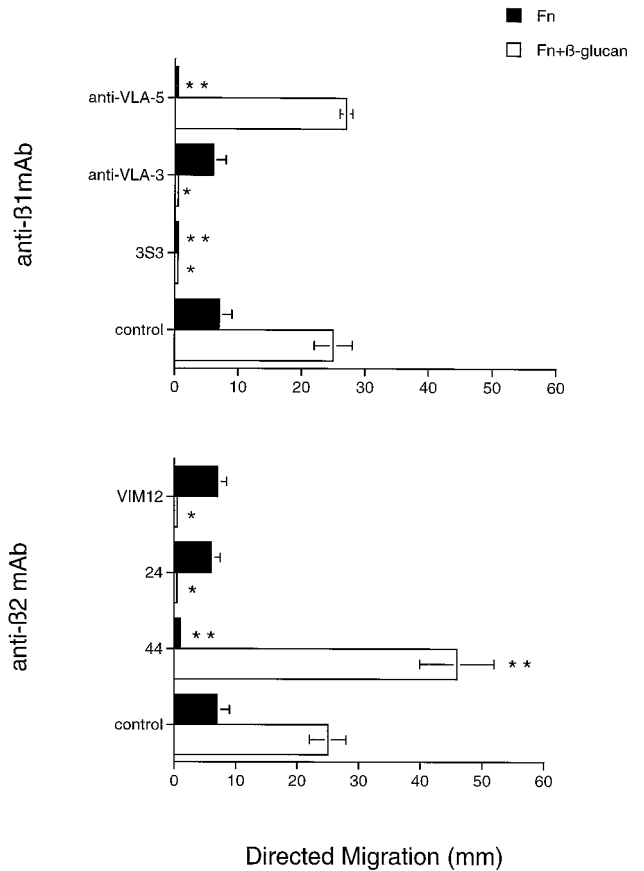 Fn
Fn+ß-glucan
anti-ß1mAb
anti-VLA-5
* *
anti-VLA-3
*
3S3
* *
*
control
0 10 20 30 40 50 60
anti-ß2 mAb
VIM12
*
24
*
44
* *
* *
control
0 10 20 30 40 50 60
Directed Migration (mm)